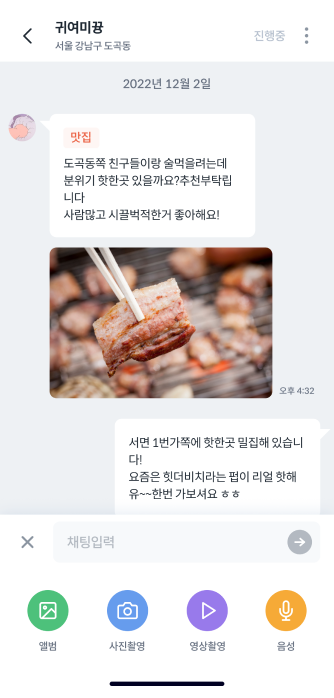 귀여미뀽
서울 강남구 도곡동
진행중
2022년 12월 2일
맛집
도곡동쪽 친구들이랑 술먹을려는데
분위기 핫한곳 있을까요?추천부탁립
니다
사람많고 시끌벅적한거 좋아해요!
오후 4:32
서면 1번가쪽에 핫한곳 밀집해 있습니
다!
요즘은 힛더비치라는 펍이 리얼 핫해
유~~한번 가보셔요 ㅎㅎ
채팅입력
앨범
사진촬영
영상촬영
음성